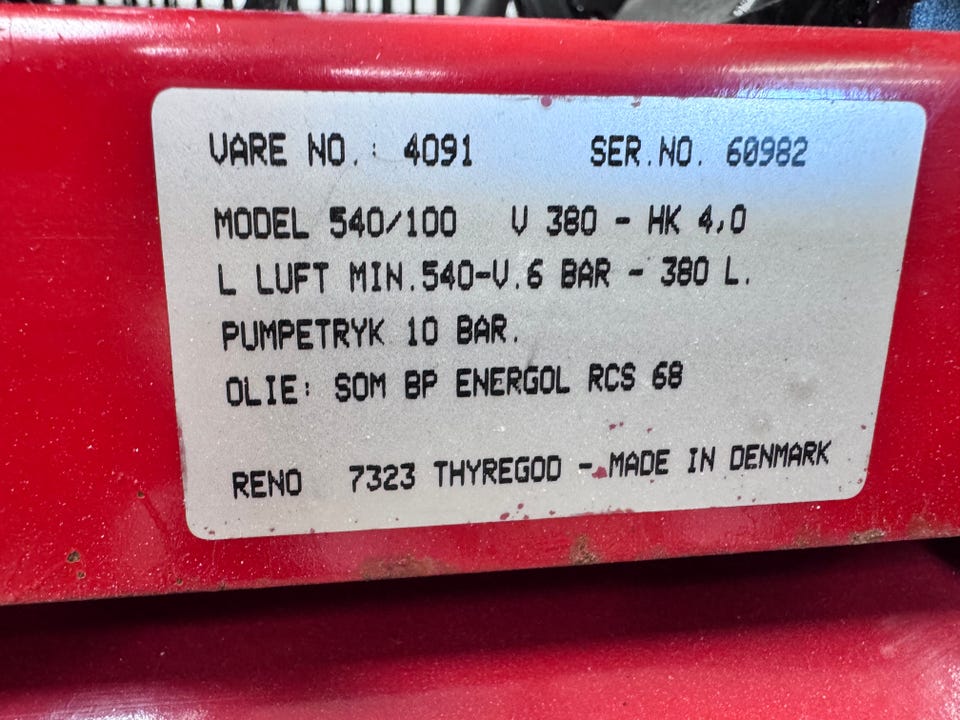 VARE NO.: 4091 SER.NO. 60982
MODEL 540/100 V 380 - HK 4,0
L LUFT MIN.540-V.6 BAR - 380 L.
PUMPETRYK 10 BAR.
OLIE: SOM BP ENERGOL RCS 68
RENO 7323 THYREGOD - MADE IN DENMARK